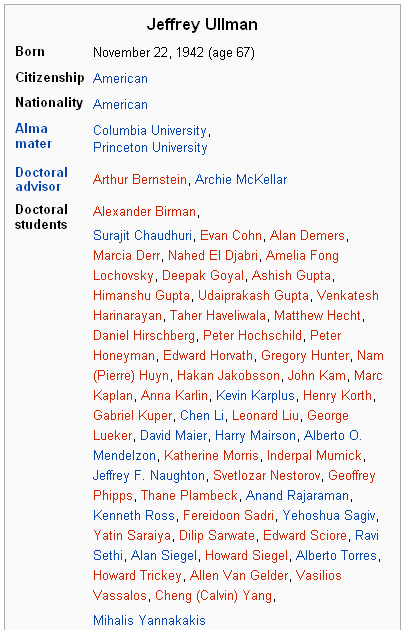 Jeffrey Ullman
Born November 22, 1942 (age 67)
Citizenship American
Nationality American
Alma mater Columbia University,
Princeton University
Doctoral advisor Arthur Bernstein, Archie McKellar
Doctoral students Alexander Birman,
Surajit Chaudhuri, Evan Cohn, Alan Demers,
Marcia Derr, Nahed El Djabri, Amelia Fong
Lochovsky, Deepak Goyal, Ashish Gupta,
Himanshu Gupta, Udaiprakash Gupta, Venkatesh
Harinarayan, Taher Haveliwala, Matthew Hecht,
Daniel Hirschberg, Peter Hochschild, Peter
Honeyman, Edward Horvath, Gregory Hunter, Nam
(Pierre) Huyn, Hakan Jakobsson, John Kam, Marc
Kaplan, Anna Karlin, Kevin Karplus, Henry Korth,
Gabriel Kuper, Chen Li, Leonard Liu, George
Lueker, David Maier, Harry Mairson, Alberto O.
Mendelzon, Katherine Morris, Inderpal Mumick,
Jeffrey F. Naughton, Svetlozar Nestorov, Geoffrey
Phipps, Thane Plambeck, Anand Rajaraman,
Kenneth Ross, Fereidoon Sadri, Yehoshua Sagiv,
Yatin Saraiya, Dilip Sarwate, Edward Sciore, Ravi
Sethi, Alan Siegel, Howard Siegel, Alberto Torres,
Howard Trickey, Allen Van Gelder, Vasilios
Vassalos, Cheng (Calvin) Yang,
Mihalis Yannakakis